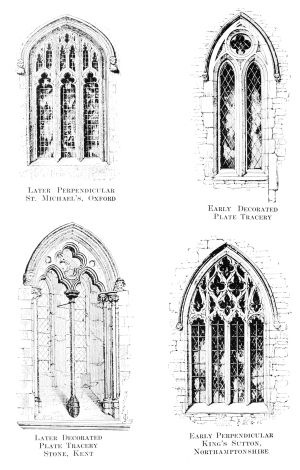 Later Perpendicular
St. Michael's, Oxford
Early Decorated
Plate Tracery
Later Decorated
Plate Tracery
Stone, Kent
Early Perpendicular
King's Sutton,
Northamptonshire